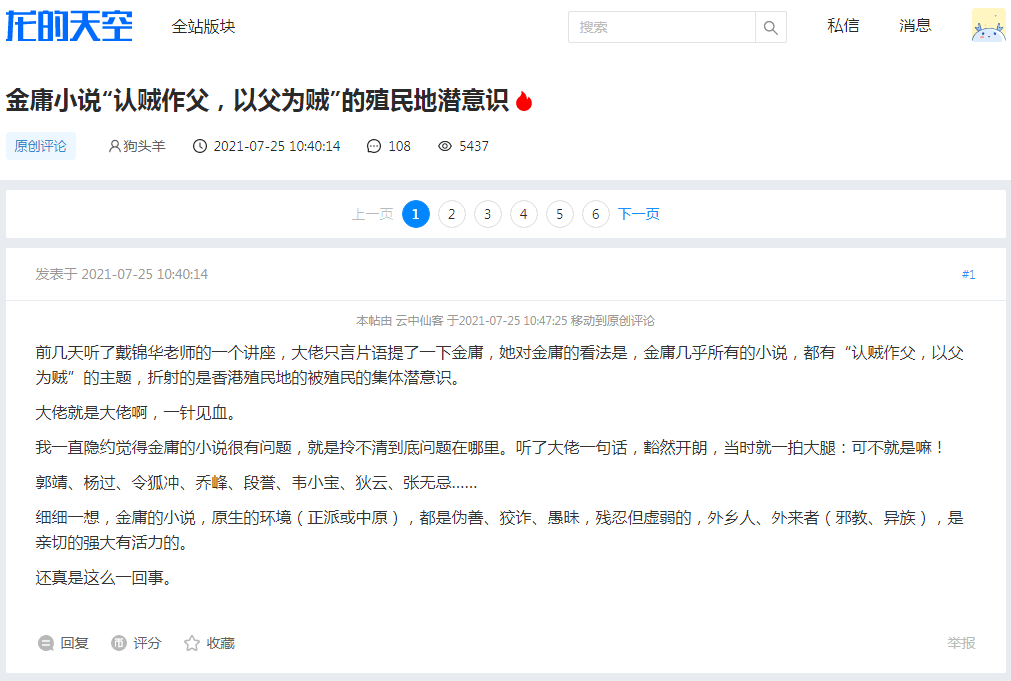 龙的天空 全站版块 搜索 私信 消息
金庸小说“认贼作父，以父为贼”的殖民地潜意识
原创评论 狗头羊 2021-07-25 10:40:14 108 5437
上一页 1 2 3 4 5 6 下一页
发表于 2021-07-25 10:40:14 #1
本帖由 云中仙客 于2021-07-25 10:47:25 移动到原创评论
前几天听了戴锦华老师的一个讲座，大佬只言片语提了一下金庸，她对金庸的看法是，金庸几乎所有的小说，都有“认贼作父，以父
为贼”的主题，折射的是香港殖民地的被殖民的集体潜意识。
大佬就是大佬啊，一针见血。
我一直隐约觉得金庸的小说很有问题，就是拎不清到底问题在哪里。听了大佬一句话，豁然开朗，当时就一拍大腿：可不就是嘛！
郭靖、杨过、令狐冲、乔峰、段誉、韦小宝、狄云、张无忌......
细细一想，金庸的小说，原生的环境（正派或中原），都是伪善、狡诈、愚昧，残忍但虚弱的，外乡人、外来者（邪教、异族），是
亲切的强大有活力的。
还真是这么一回事。
回复 币 评分 收藏 举报